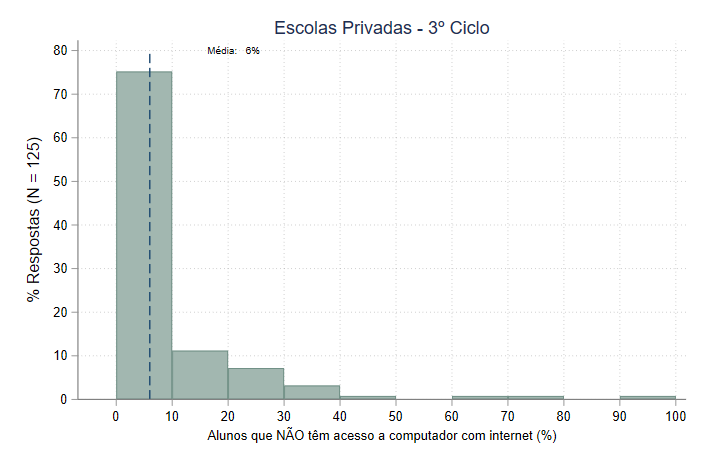 Escolas Privadas - 3º Ciclo
Média: 6%
% Respostas (N = 125)
80
70
60
50
40
30
20
10
0
0 10 20 30 40 50 60 70 80 90 100
Alunos que NÃO têm acesso a computador com internet (%)